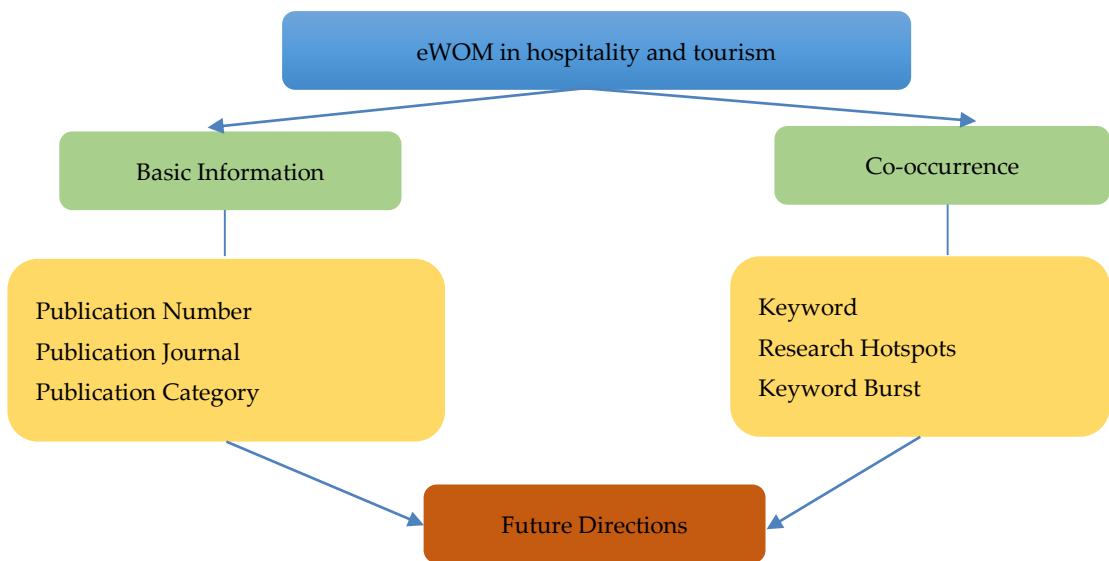 eWOM in hospitality and tourism
Basic Information
Co-occurrence
Publication Number
Publication Journal
Publication Category
Keyword
Research Hotspots
Keyword Burst
Future Directions